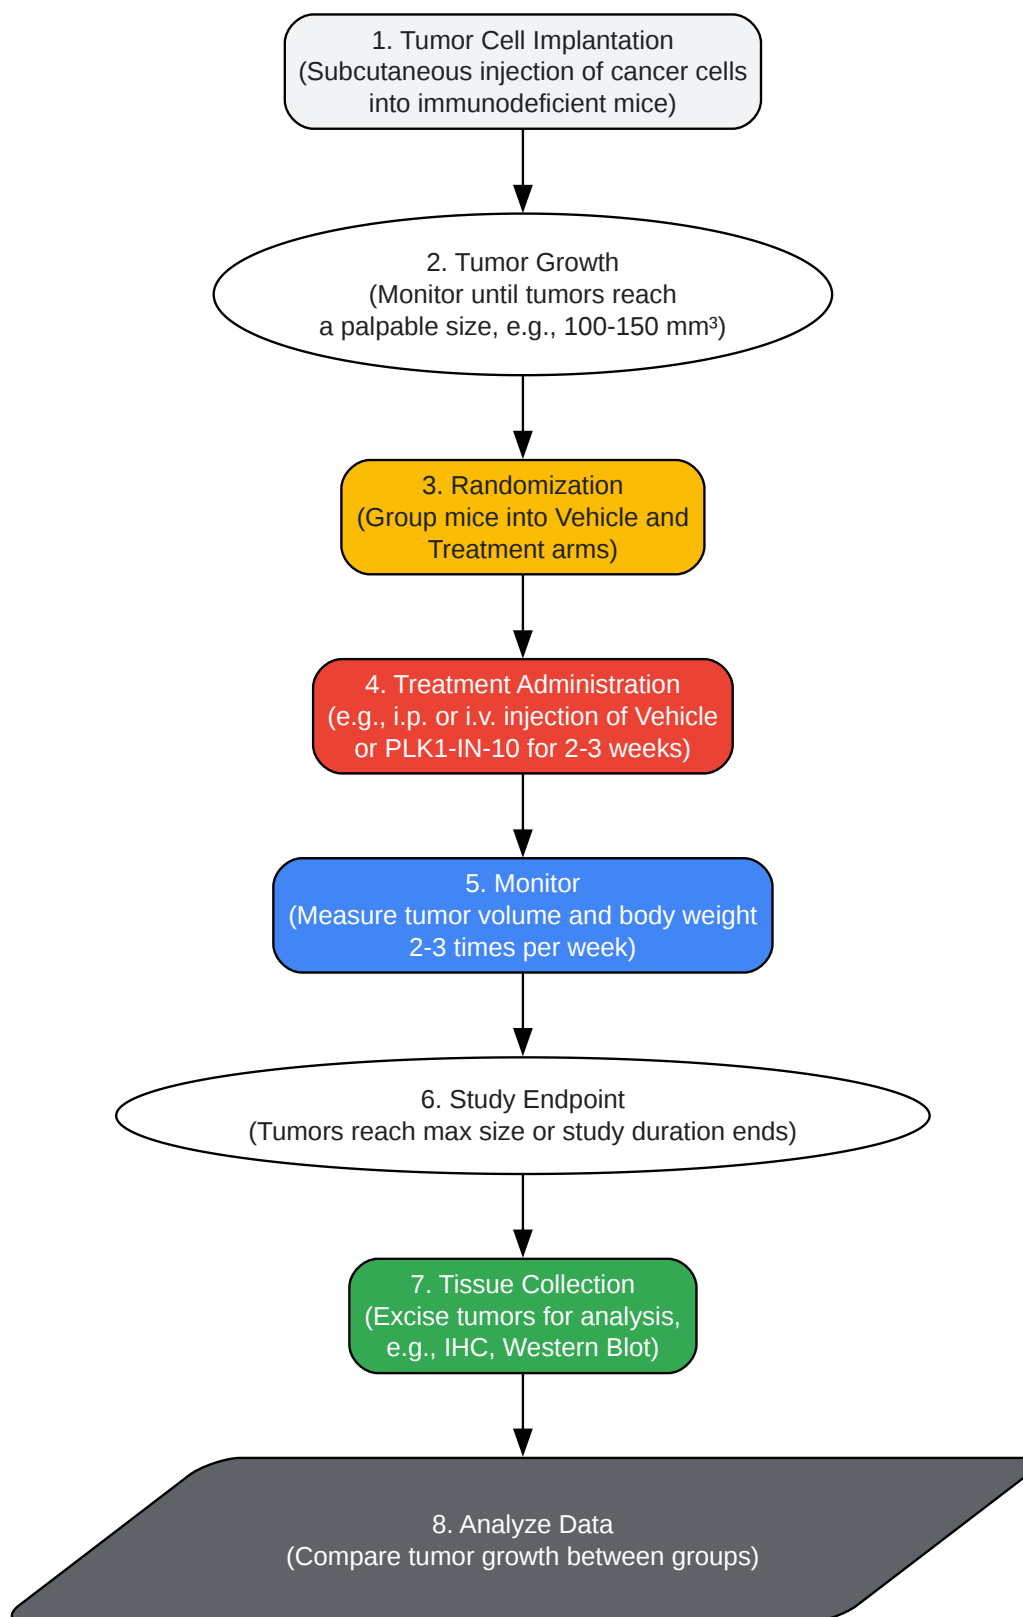 1. Tumor Cell Implantation
(Subcutaneous injection of cancer cells
into immunodeficient mice)
2. Tumor Growth
(Monitor until tumors reach
a palpable size, e.g., 100-150 mm³)
3. Randomization
(Group mice into Vehicle and
Treatment arms)
4. Treatment Administration
(e.g., i.p. or i.v. injection of Vehicle
or PLK1-IN-10 for 2-3 weeks)
5. Monitor
(Measure tumor volume and body weight
2-3 times per week)
6. Study Endpoint
(Tumors reach max size or study duration ends)
7. Tissue Collection
(Excise tumors for analysis,
e.g., IHC, Western Blot)
8. Analyze Data
(Compare tumor growth between groups)